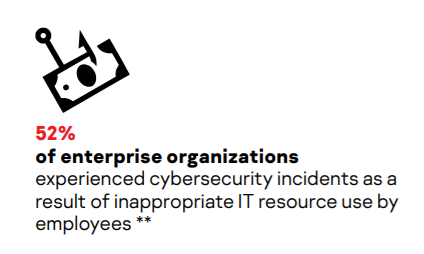 52%
of enterprise organizations
experienced cybersecurity incidents as a
result of inappropriate IT resource use by
employees **